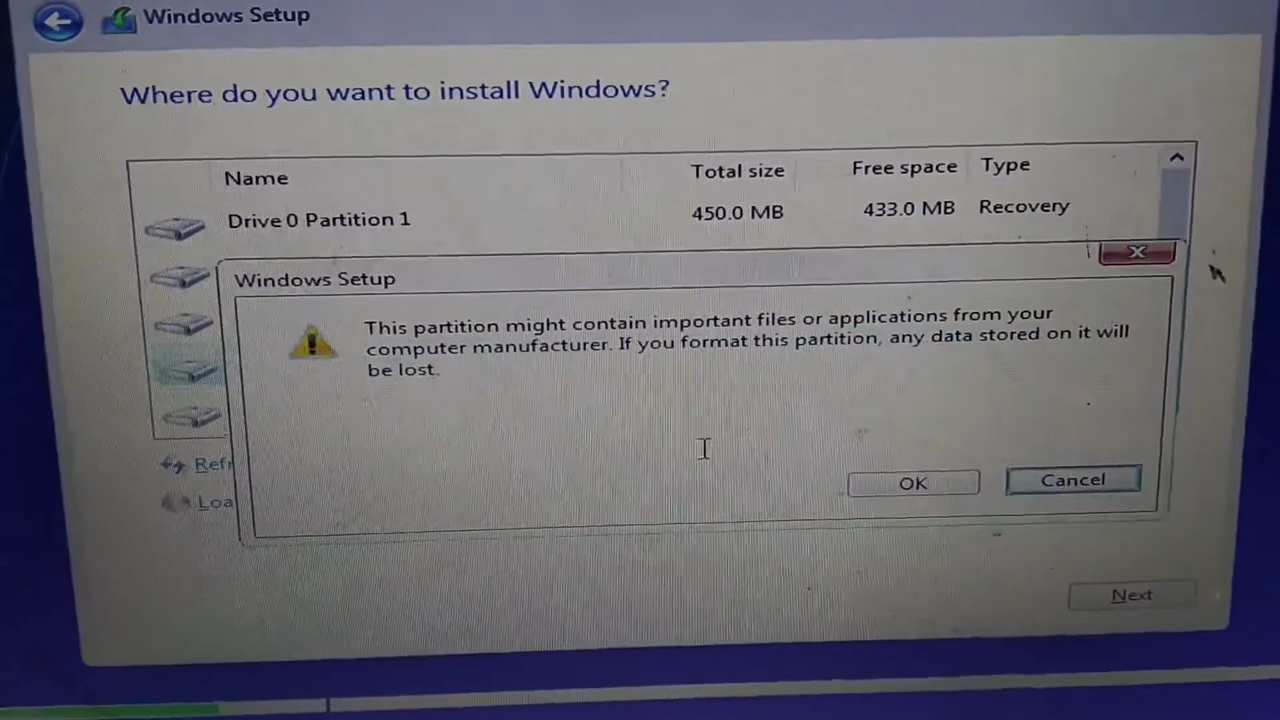 Windows Setup
Where do you want to install Windows?
Name Total size Free space Type
Drive 0 Partition 1 450.0 MB 433.0 MB Recovery
Windows Setup
This partition might contain important files or applications from your
computer manufacturer. If you format this partition, any data stored on it will
be lost.
OK Cancel
Refr
Loa
Next